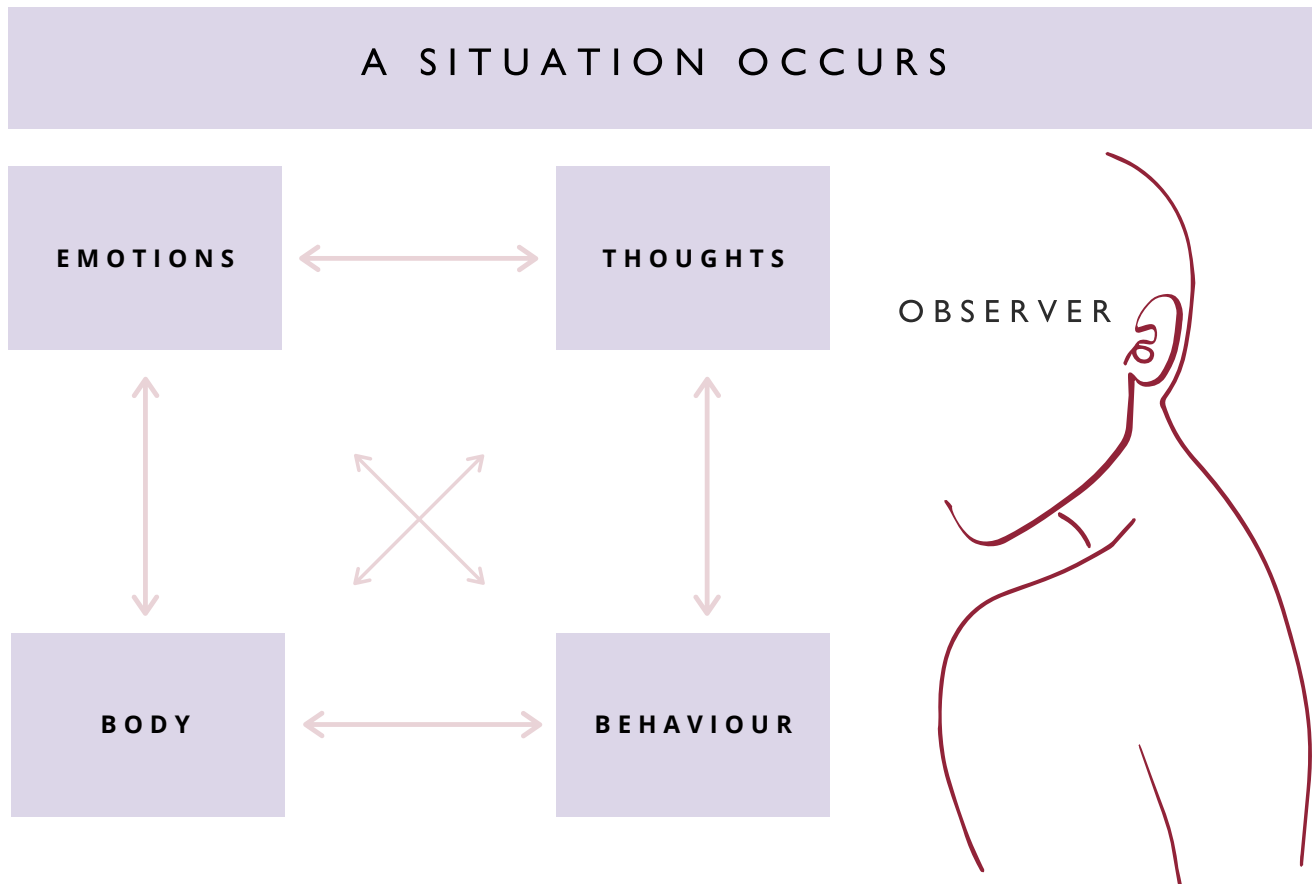 A SITUATION OCCURS
EMOTIONS
THOUGHTS
OBSERVER
BODY
BEHAVIOUR